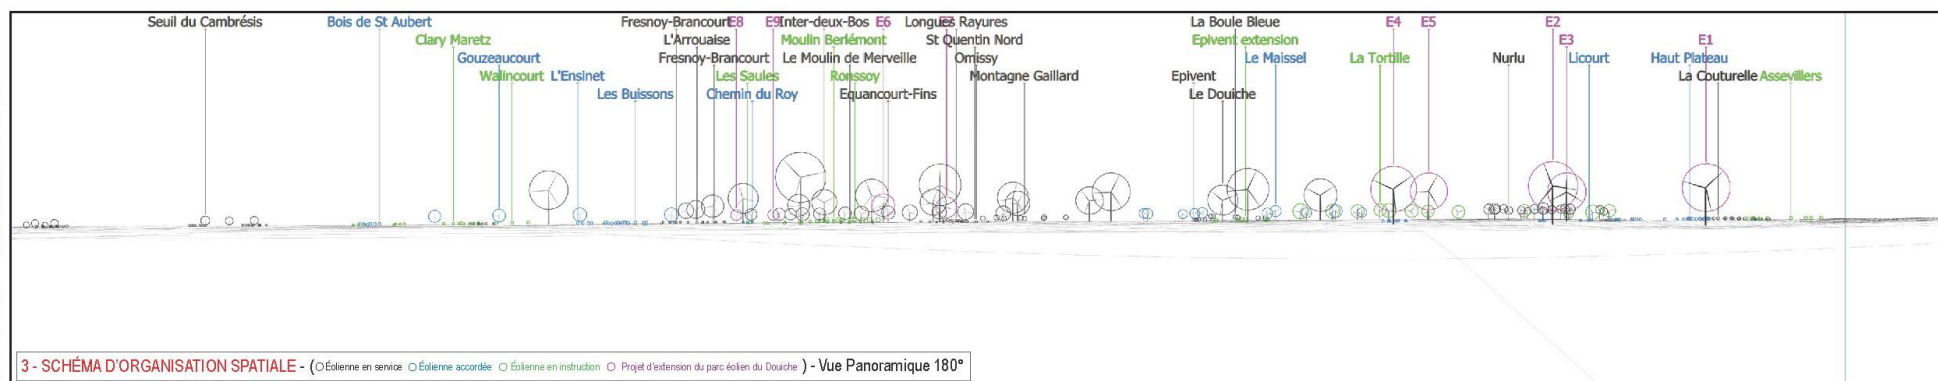 Seuil du Cambrésis Bois de St Aubert Fresnoy-Brancourt E8 E9 Inter-deux-Bos E6 E7 Longues Rayures La Boule Bleue E4 E5 E2 E1
Clary Maretz L'Arrouaise Moulin Berlémont St Quentin Nord Epivent extension E3
Gouzeaucourt Fresnoy-Brancourt Le Moulin de Merveille Omissy Le Maissel La Tortille Nurlu Licourt Haut Plateau
Walincourt L'Ensinet Les Saules Ronssoy Montagne Gaillard Epivent La Couturelle Assevillers
Les Buissons Chemin du Roy Equancourt-Fins Le Douiche
3 - SCHÉMA D'ORGANISATION SPATIALE - ( Éolienne en service Éolienne accordée Éolienne en instruction Projet d'extension du parc éolien du Douiche ) - Vue Panoramique 180°